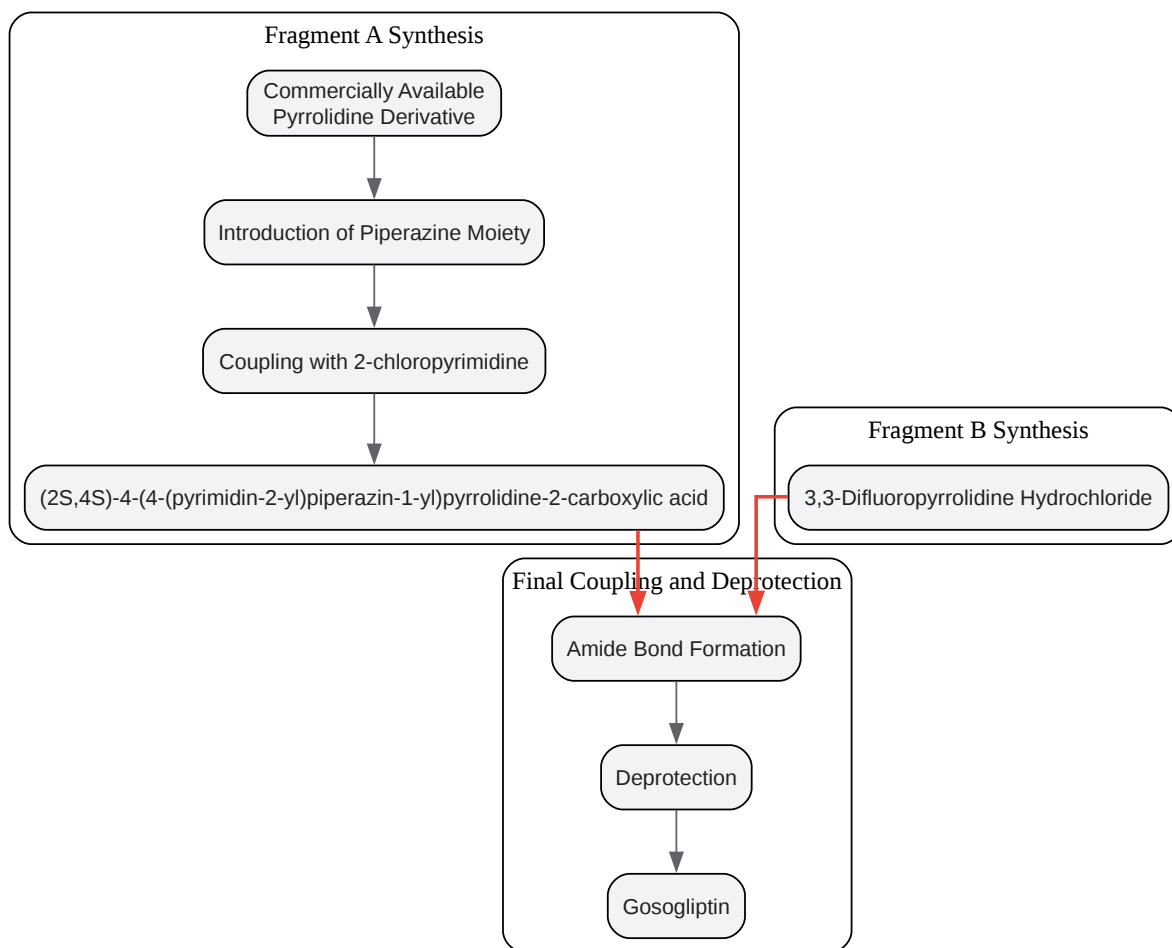 Fragment A Synthesis
Commercially Available
Pyrrolidine Derivative
Introduction of Piperazine Moiety
Coupling with 2-chloropyrimidine
(2S,4S)-4-(4-(pyrimidin-2-yl)piperazin-1-yl)pyrrolidine-2-carboxylic acid
Fragment B Synthesis
3,3-Difluoropyrrolidine Hydrochloride
Final Coupling and Deprotection
Amide Bond Formation
Deprotection
Gosogliptin